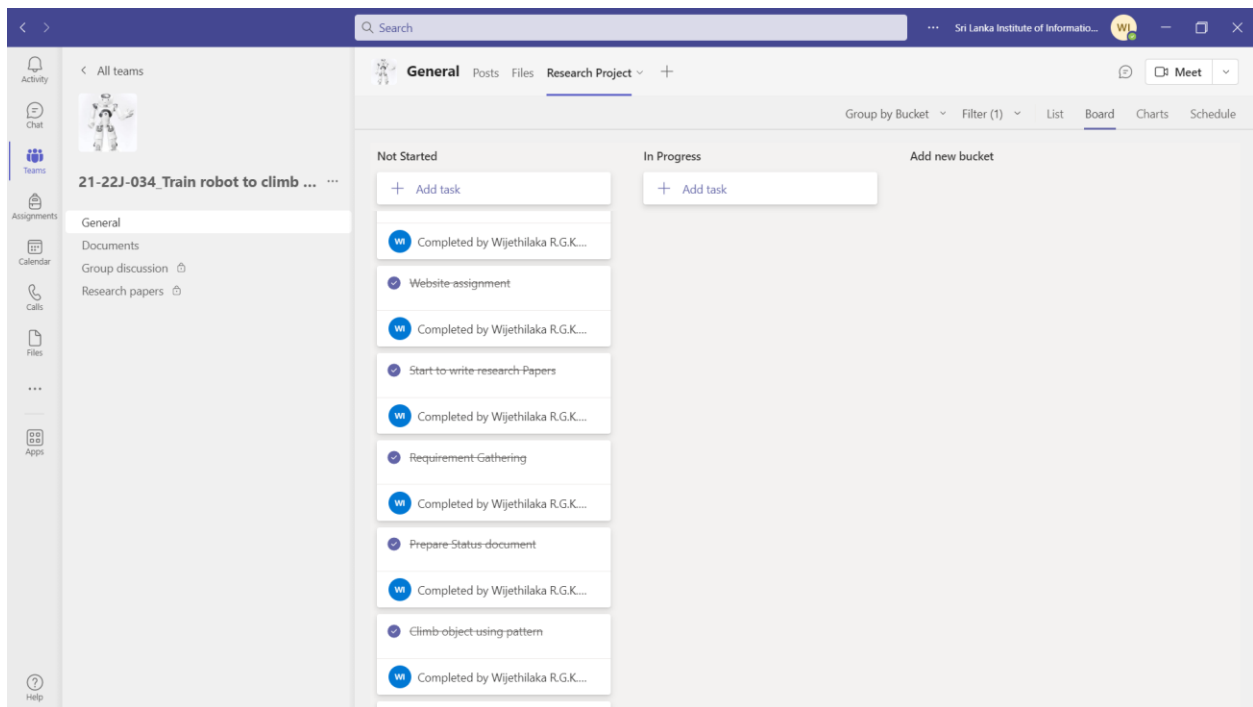 Search
Sri Lanka Institute of Informatio...
WI
Activity
Chat
Teams
Assignments
Calendar
Calls
Files
Apps
Help
All teams
21-22J-034_Train robot to climb ...
General
Documents
Group discussion
Research papers
General Posts Files Research Project
Meet
Group by Bucket Filter (1) List Board Charts Schedule
Not Started
Add task
WI Completed by Wijethilaka R.G.K....
Website assignment
WI Completed by Wijethilaka R.G.K....
Start to write research Papers
WI Completed by Wijethilaka R.G.K....
Requirement Gathering
WI Completed by Wijethilaka R.G.K....
Prepare Status document
WI Completed by Wijethilaka R.G.K....
Climb object using pattern
WI Completed by Wijethilaka R.G.K....
In Progress
Add task
Add new bucket